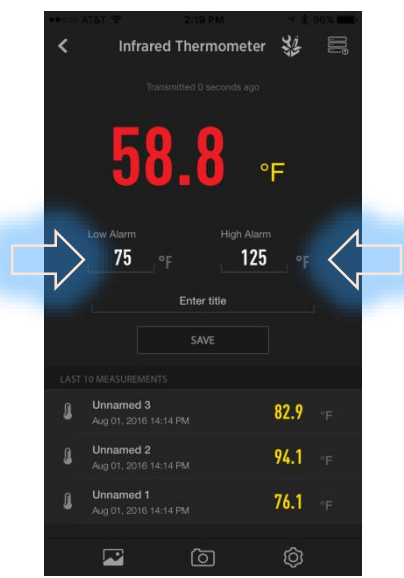 AT&T 2:19 PM 96%
Infrared Thermometer
Transmitted 0 seconds ago
58.8 °F
Low Alarm High Alarm
75 °F 125 °F
Enter title
SAVE
LAST 10 MEASUREMENTS
Unnamed 3
82.9 °F
Aug 01, 2016 14:14 PM
Unnamed 2
94.1 °F
Aug 01, 2016 14:14 PM
Unnamed 1
76.1 °F
Aug 01, 2016 14:14 PM